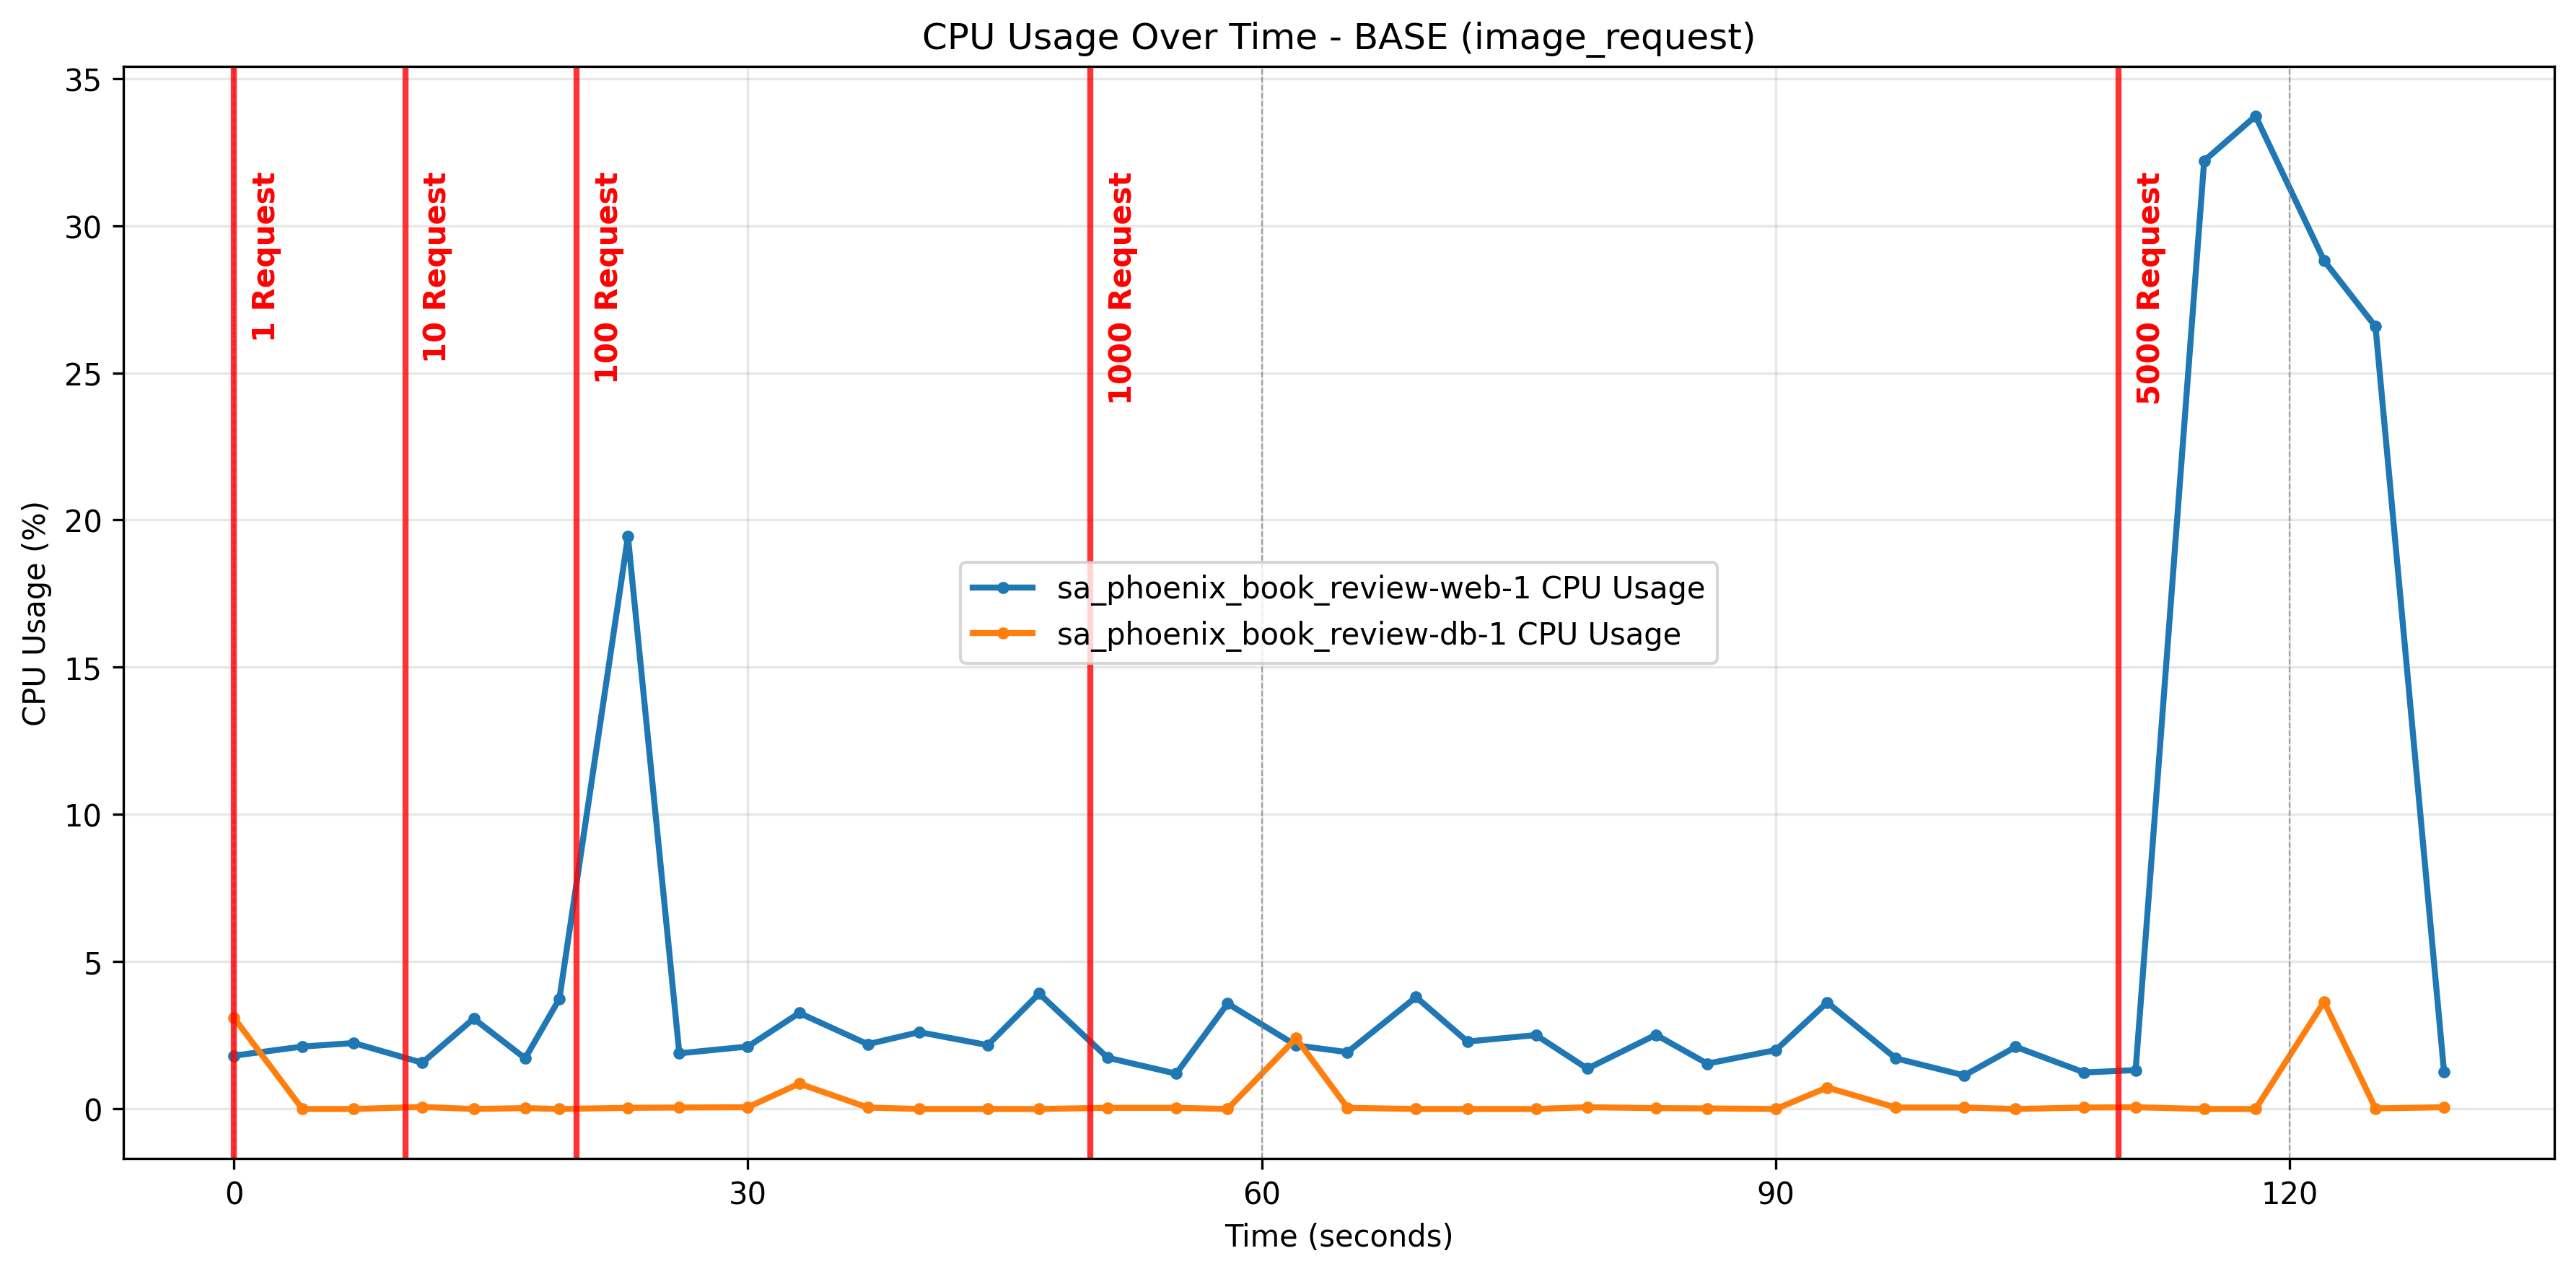 CPU Usage Over Time - BASE (image_request)
CPU Usage (%)
35
30
25
20
15
10
5
0
1 Request
10 Request
100 Request
1000 Request
5000 Request
sa_phoenix_book_review-web-1 CPU Usage
sa_phoenix_book_review-db-1 CPU Usage
0
30
60
90
120
Time (seconds)